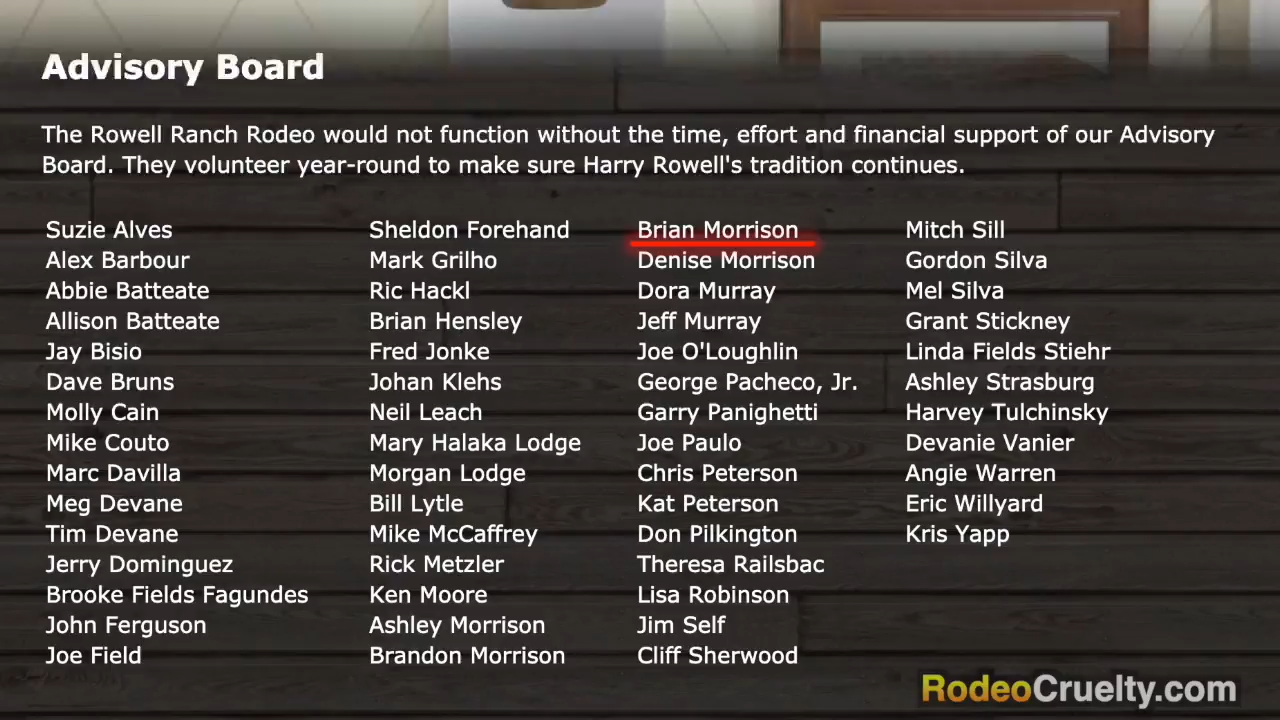 Advisory Board
The Rowell Ranch Rodeo would not function without the time, effort and financial support of our Advisory
Board. They volunteer year-round to make sure Harry Rowell's tradition continues.
Suzie Alves
Alex Barbour
Abbie Batteate
Allison Batteate
Jay Bisio
Dave Bruns
Molly Cain
Mike Couto
Marc Davilla
Meg Devane
Tim Devane
Jerry Dominguez
Brooke Fields Fagundes
John Ferguson
Joe Field
Sheldon Forehand
Mark Grilho
Ric Hackl
Brian Hensley
Fred Jonke
Johan Klehs
Neil Leach
Mary Halaka Lodge
Morgan Lodge
Bill Lytle
Mike McCaffrey
Rick Metzler
Ken Moore
Ashley Morrison
Brandon Morrison
Brian Morrison
Denise Morrison
Dora Murray
Jeff Murray
Joe O'Loughlin
George Pacheco, Jr.
Garry Panighetti
Joe Paulo
Chris Peterson
Kat Peterson
Don Pilkington
Theresa Railsbac
Lisa Robinson
Jim Self
Cliff Sherwood
Mitch Sill
Gordon Silva
Mel Silva
Grant Stickney
Linda Fields Stiehr
Ashley Strasburg
Harvey Tulchinsky
Devanie Vanier
Angie Warren
Eric Willyard
Kris Yapp
RodeoCruelty.com